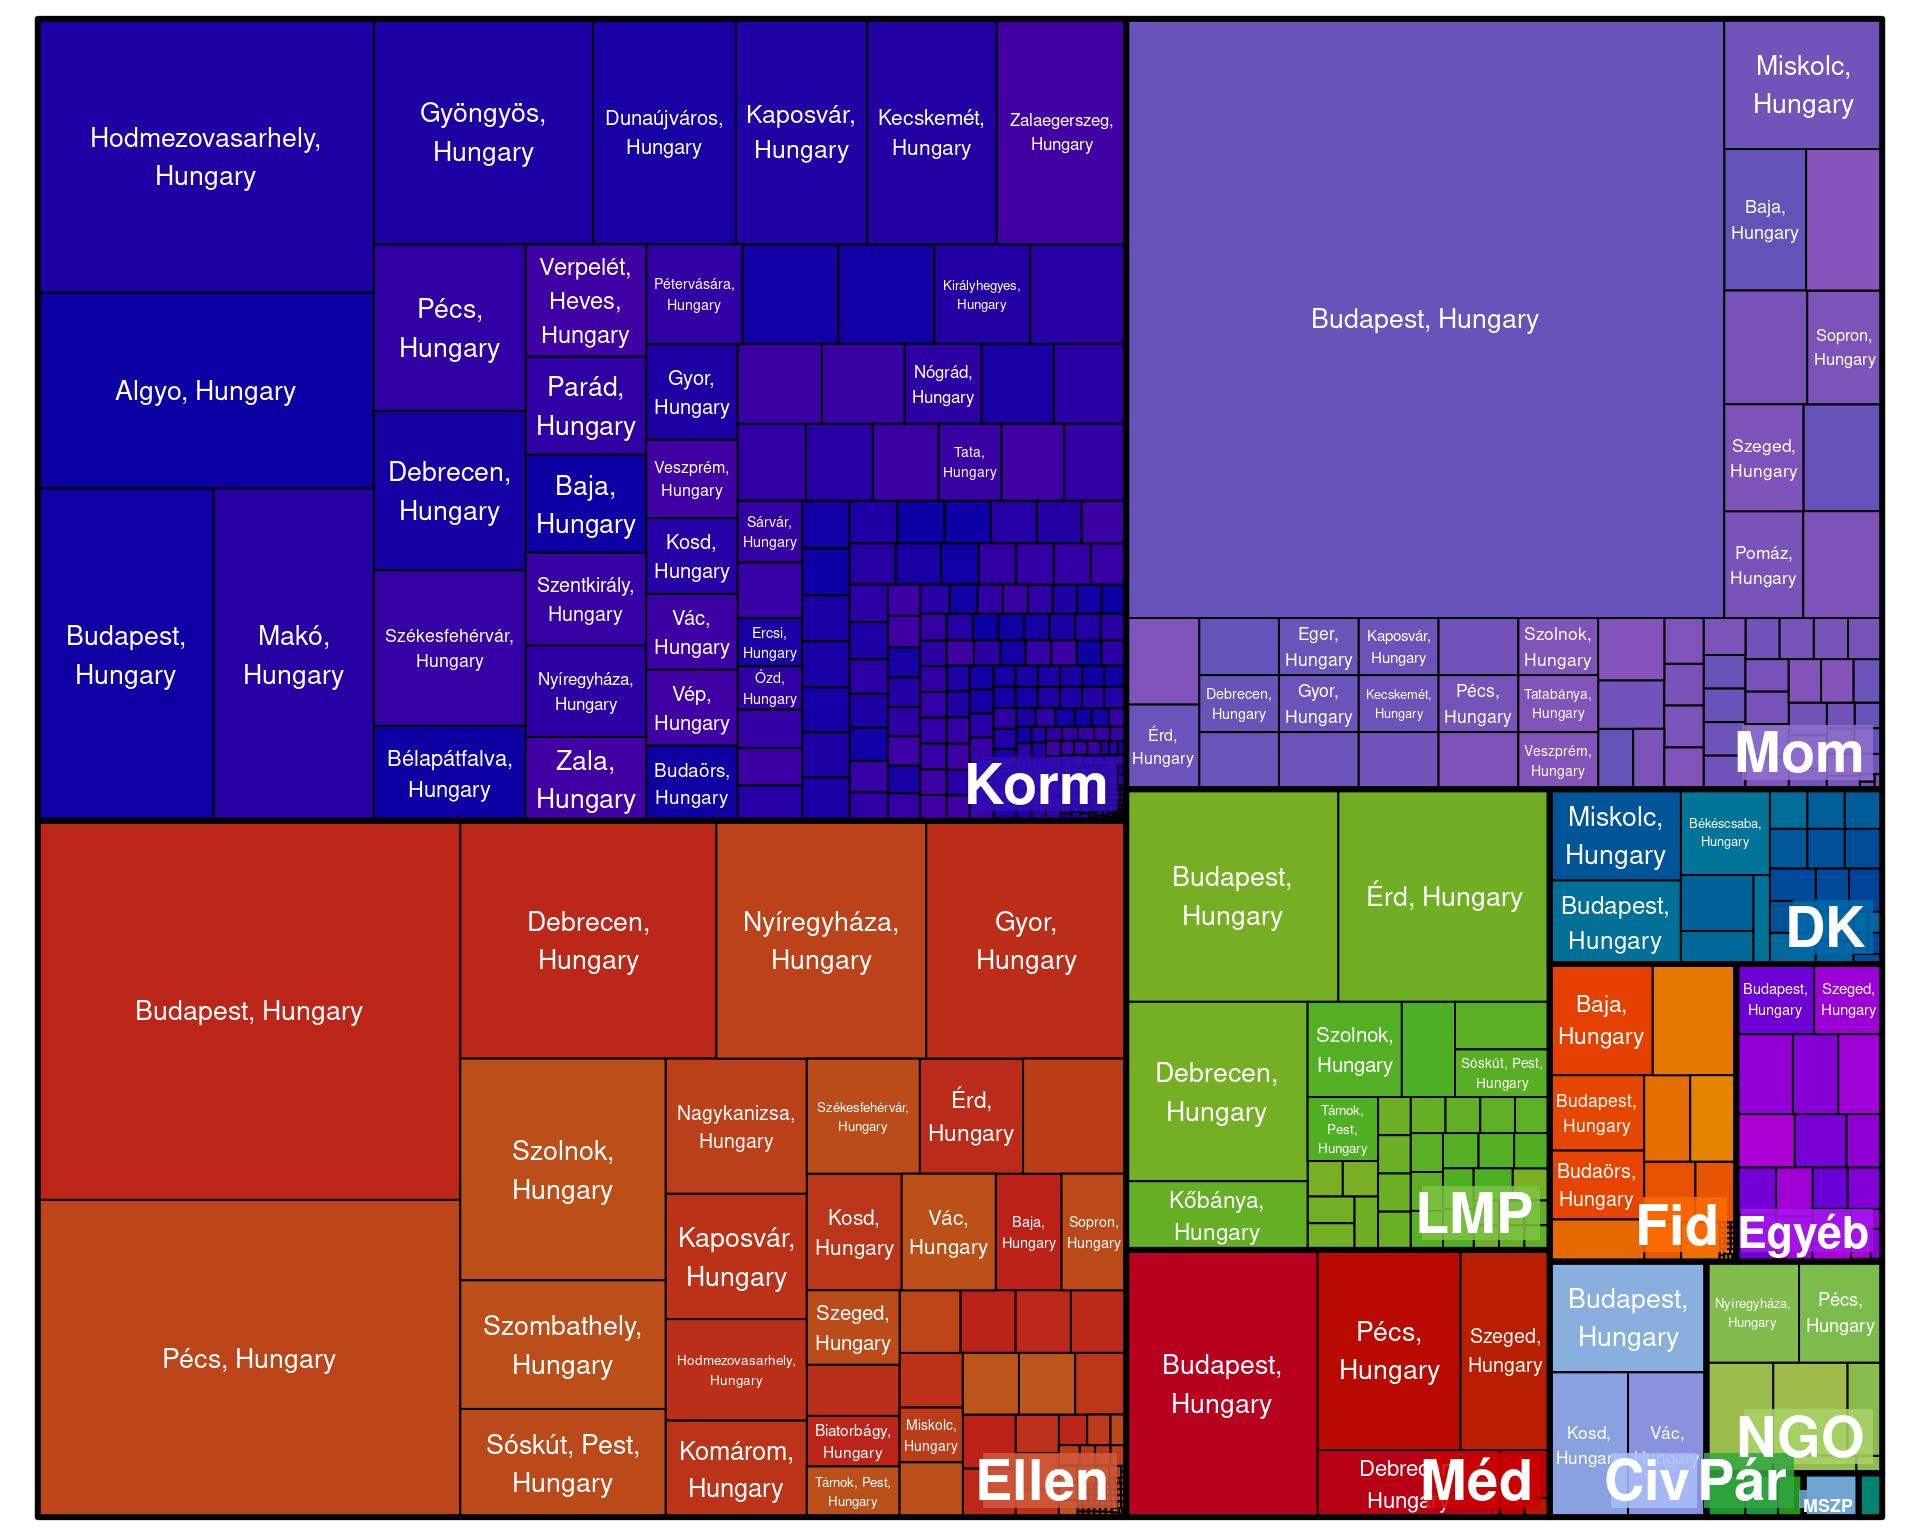 Hodmezovasarhely,
Hungary
Gyöngyös,
Hungary
Dunaújváros,
Hungary
Kaposvár,
Hungary
Kecskemét,
Hungary
Zalaegerszeg,
Hungary
Algyo, Hungary
Budapest,
Hungary
Makó,
Hungary
Pécs,
Hungary
Debrecen,
Hungary
Székesfehérvár,
Hungary
Bélapátfalva,
Hungary
Verpelét,
Heves,
Hungary
Parád,
Hungary
Baja,
Hungary
Szentkirály,
Hungary
Nyíregyháza,
Hungary
Zala,
Hungary
Pétervására,
Hungary
Királyhegyes,
Hungary
Gyor,
Hungary
Nógrád,
Hungary
Veszprém,
Hungary
Tata,
Hungary
Kosd,
Hungary
Sárvár,
Hungary
Vác,
Hungary
Ercsi,
Hungary
Vép,
Hungary
Ózd,
Hungary
Budaörs,
Hungary
Korm
Budapest, Hungary
Miskolc,
Hungary
Baja,
Hungary
Sopron,
Hungary
Szeged,
Hungary
Pomáz,
Hungary
Érd,
Hungary
Debrecen,
Hungary
Eger,
Hungary
Gyor,
Hungary
Kaposvár,
Hungary
Kecskemét,
Hungary
Pécs,
Hungary
Szolnok,
Hungary
Tatabánya,
Hungary
Veszprém,
Hungary
Mom
Budapest, Hungary
Pécs, Hungary
Debrecen,
Hungary
Nyíregyháza,
Hungary
Gyor,
Hungary
Szolnok,
Hungary
Szombathely,
Hungary
Sóskút, Pest,
Hungary
Nagykanizsa,
Hungary
Kaposvár,
Hungary
Hodmezovasarhely,
Hungary
Komárom,
Hungary
Székesfehérvár,
Hungary
Érd,
Hungary
Kosd,
Hungary
Vác,
Hungary
Baja,
Hungary
Sopron,
Hungary
Szeged,
Hungary
Biatorbágy,
Hungary
Miskolc,
Hungary
Tárnok, Pest,
Hungary
Ellen
Budapest,
Hungary
Érd, Hungary
Debrecen,
Hungary
Kőbánya,
Hungary
Szolnok,
Hungary
Sóskút, Pest,
Hungary
Tárnok,
Pest,
Hungary
LMP
Miskolc,
Hungary
Budapest,
Hungary
Békéscsaba,
Hungary
DK
Baja,
Hungary
Budapest,
Hungary
Budaörs,
Hungary
Fid
Budapest,
Hungary
Szeged,
Hungary
Egyéb
Budapest,
Hungary
Pécs,
Hungary
Szeged,
Hungary
Debrecen,
Hungary
Méd
Budapest,
Hungary
Kosd,
Hungary
Vác,
Hungary
Civ
Nyíregyháza,
Hungary
Pécs,
Hungary
NGO
Pár
MSZP